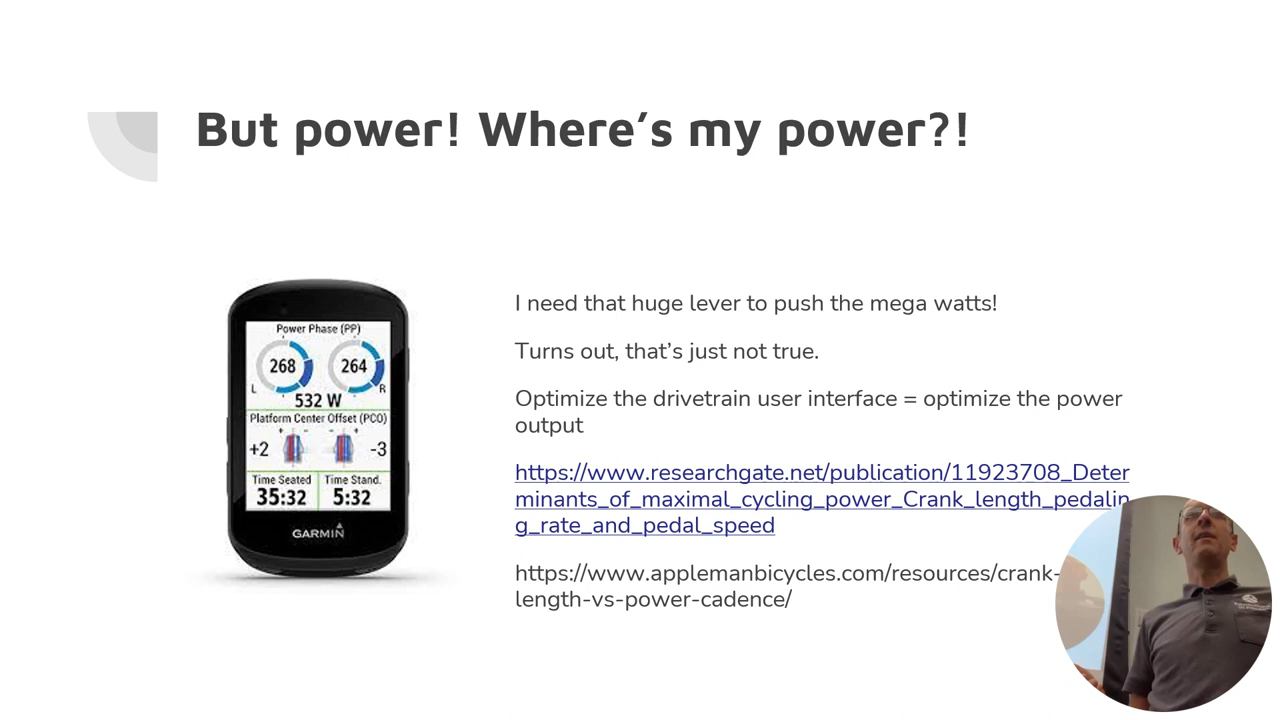 But power! Where's my power?!
Power Phase (PP)
268
264
L
R
532 W
Platform Center Offset (PCO)
+ -
- +
+2
-3
Time Seated
Time Stand.
35:32
5:32
GARMIN
I need that huge lever to push the mega watts!
Turns out, that's just not true.
Optimize the drivetrain user interface = optimize the power
output
https://www.researchgate.net/publication/11923708_Deter
minants_of_maximal_cycling_power_Crank_length_pedalin
g_rate_and_pedal_speed
https://www.applemanbicycles.com/resources/crank-
length-vs-power-cadence/